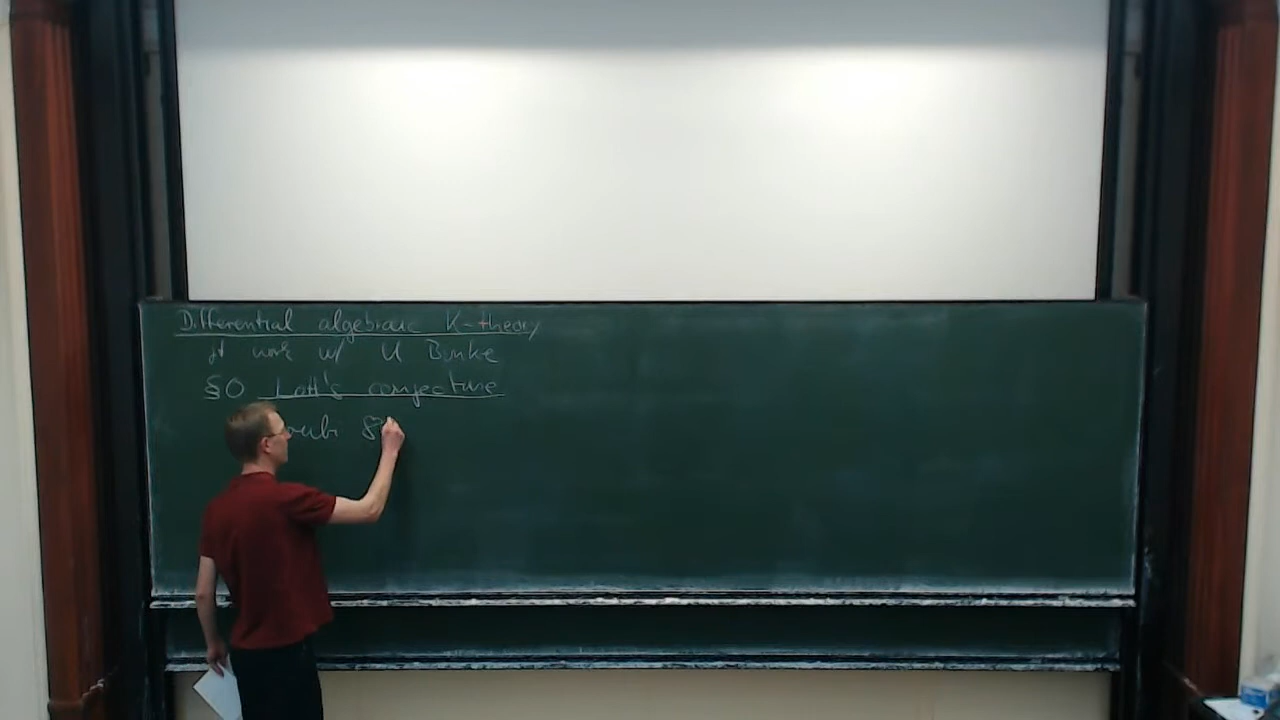 Differential algebraic K-theory
jt work w/ U Bunke
§0 Lott's conjecture